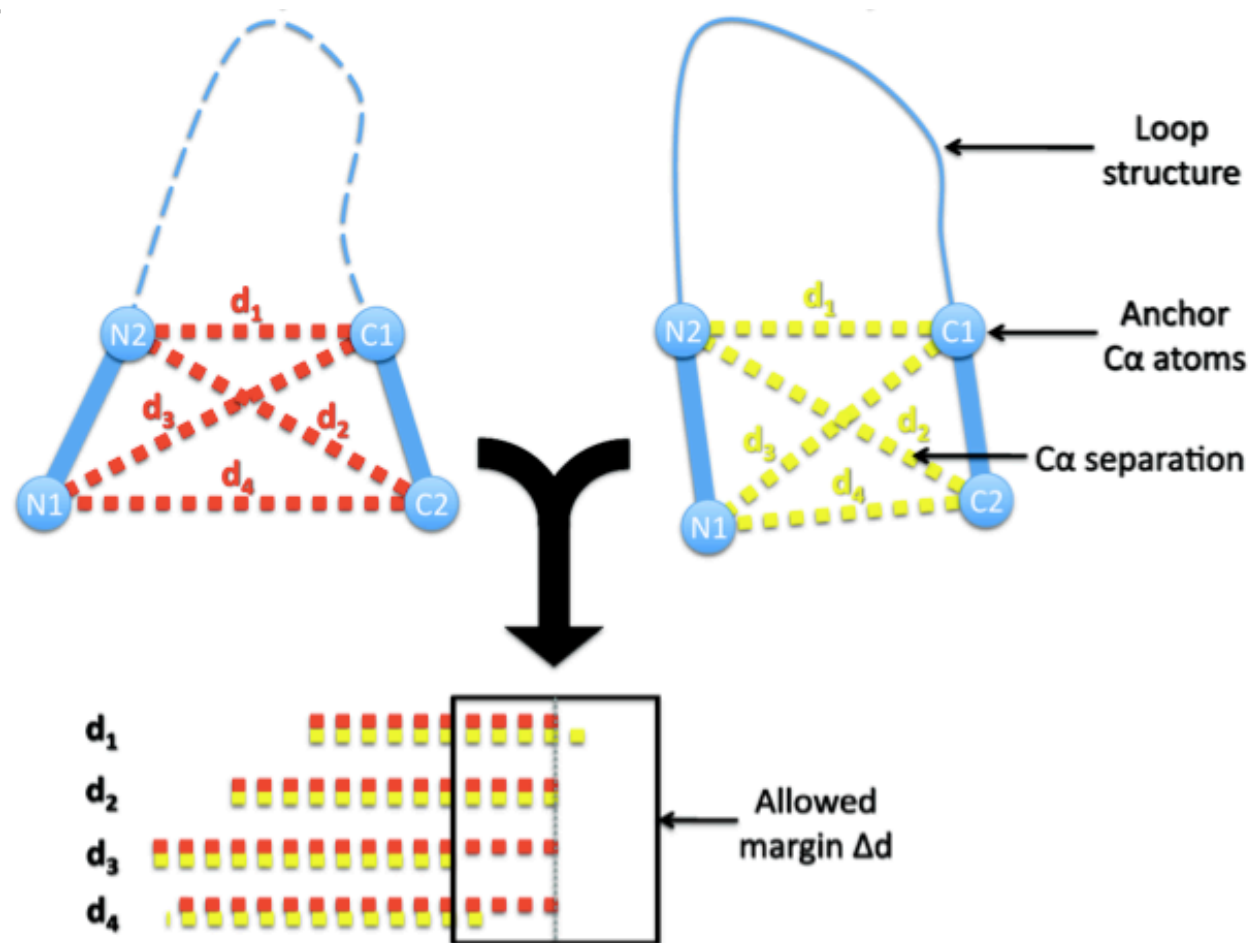 Loop
structure
d₁
d₁
N2
C1
N2
C1
Anchor
Cα atoms
d₃
d₂
d₂
d₃
Cα separation
d₄
d₄
N1
C2
N1
C2
d₁
d₂
Allowed
margin Δd
d₃
d₄